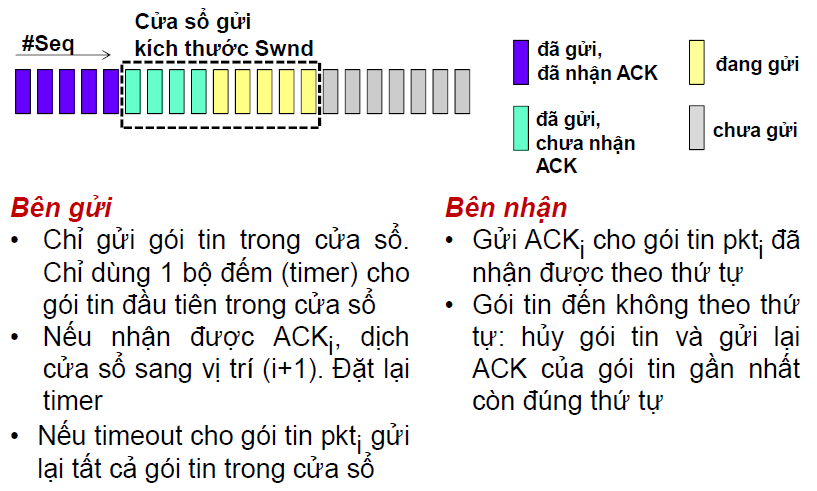 Cửa sổ gửi
kích thước Swnd
#Seq
đã gửi,
đã nhận ACK
đang gửi
đã gửi,
chưa nhận
ACK
chưa gửi
Bên gửi
• Chỉ gửi gói tin trong cửa sổ.
Chỉ dùng 1 bộ đếm (timer) cho
gói tin đầu tiên trong cửa sổ
• Nếu nhận được ACKi, dịch
cửa sổ sang vị trí (i+1). Đặt lại
timer
• Nếu timeout cho gói tin pkti gửi
lại tất cả gói tin trong cửa sổ
Bên nhận
• Gửi ACKi cho gói tin pkti đã
nhận được theo thứ tự
• Gói tin đến không theo thứ
tự: hủy gói tin và gửi lại
ACK của gói tin gần nhất
còn đúng thứ tự